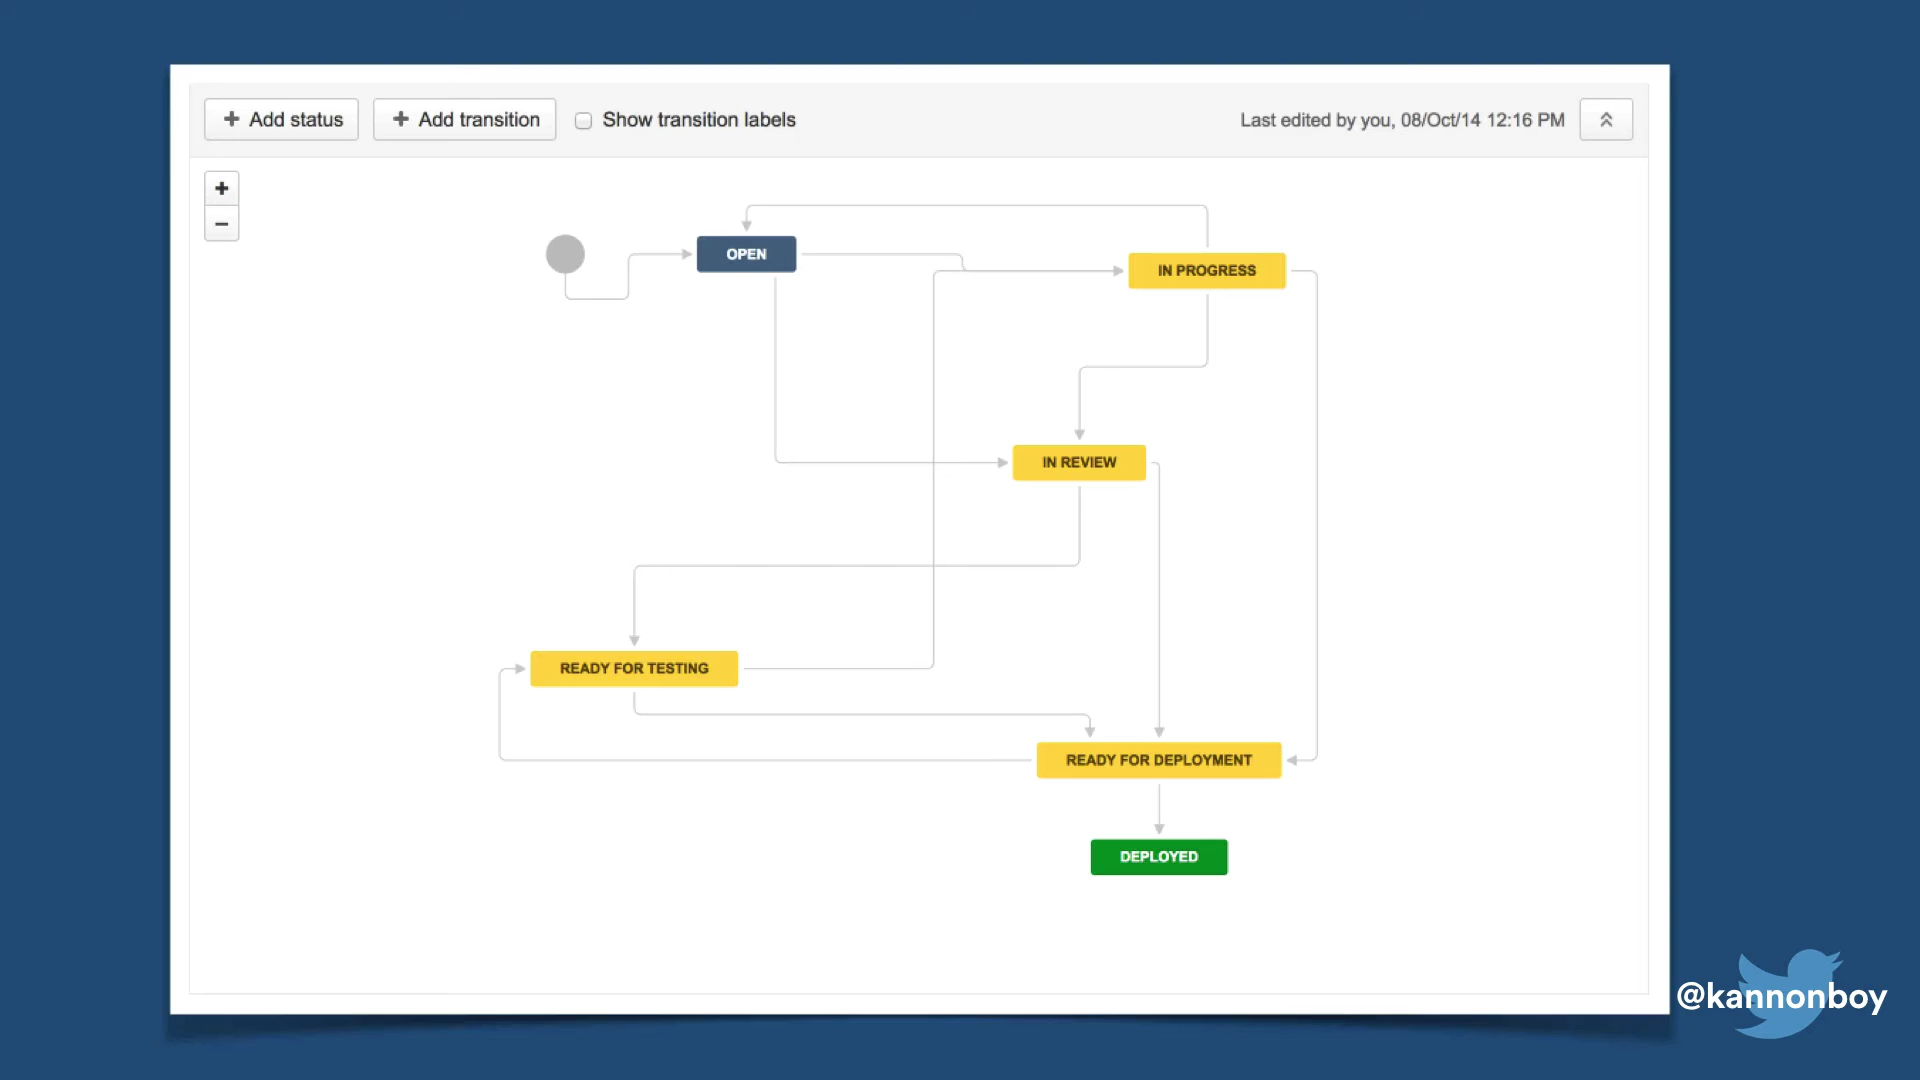 + Add status
+ Add transition
Show transition labels
Last edited by you, 08/Oct/14 12:16 PM
+
−
OPEN
IN PROGRESS
IN REVIEW
READY FOR TESTING
READY FOR DEPLOYMENT
DEPLOYED
@kannonboy